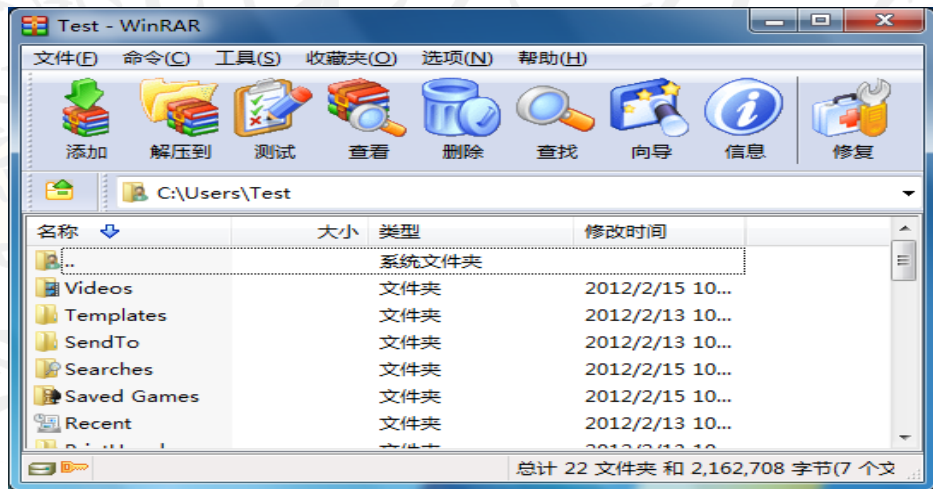 Test - WinRAR
文件(F) 命令(C) 工具(S) 收藏夹(O) 选项(N) 帮助(H)
添加 解压到 测试 查看 删除 查找 向导 信息 修复
C:\Users\Test
名称 大小 类型 修改时间
.. 系统文件夹
Videos 文件夹 2012/2/15 10...
Templates 文件夹 2012/2/13 10...
SendTo 文件夹 2012/2/13 10...
Searches 文件夹 2012/2/15 10...
Saved Games 文件夹 2012/2/15 10...
Recent 文件夹 2012/2/13 10...
总计 22 文件夹 和 2,162,708 字节(7 个文